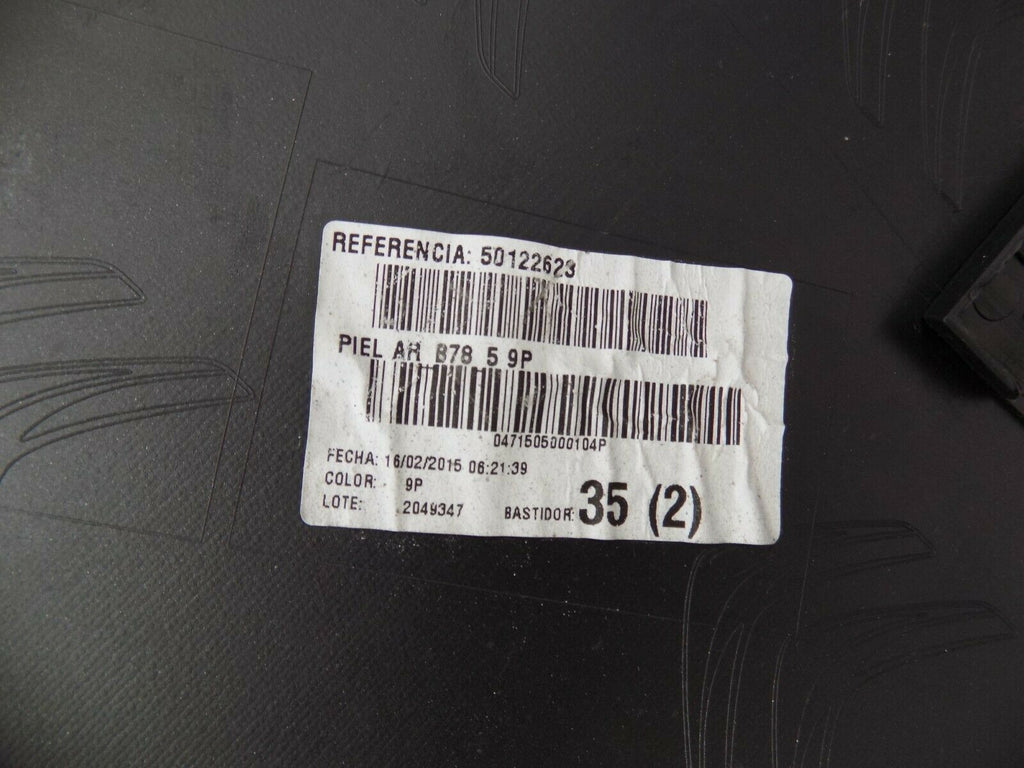 REFERENCIA: 50122623
PIEL AR B78 5 9P
0471505000104P
FECHA: 16/02/2015 06:21:39
COLOR: 9P
LOTE: 2049347 BASTIDOR: 35 (2)